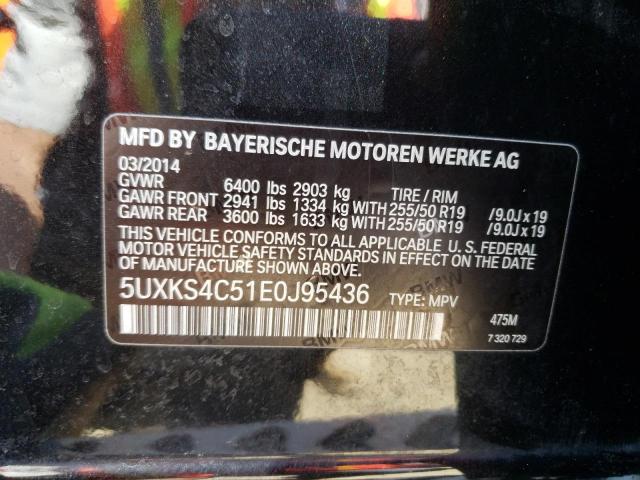 MFD BY BAYERISCHE MOTOREN WERKE AG
03/2014
GVWR 6400 lbs 2903 kg TIRE / RIM
GAWR FRONT 2941 lbs 1334 kg WITH 255/50 R19 /9.0J x 19
GAWR REAR 3600 lbs 1633 kg WITH 255/50 R19 /9.0J x 19
THIS VEHICLE CONFORMS TO ALL APPLICABLE U.S. FEDERAL
MOTOR VEHICLE SAFETY STANDARDS IN EFFECT ON THE
DATE OF MANUFACTURE.
5UXKS4C51E0J95436 TYPE: MPV
475M
7 320 729